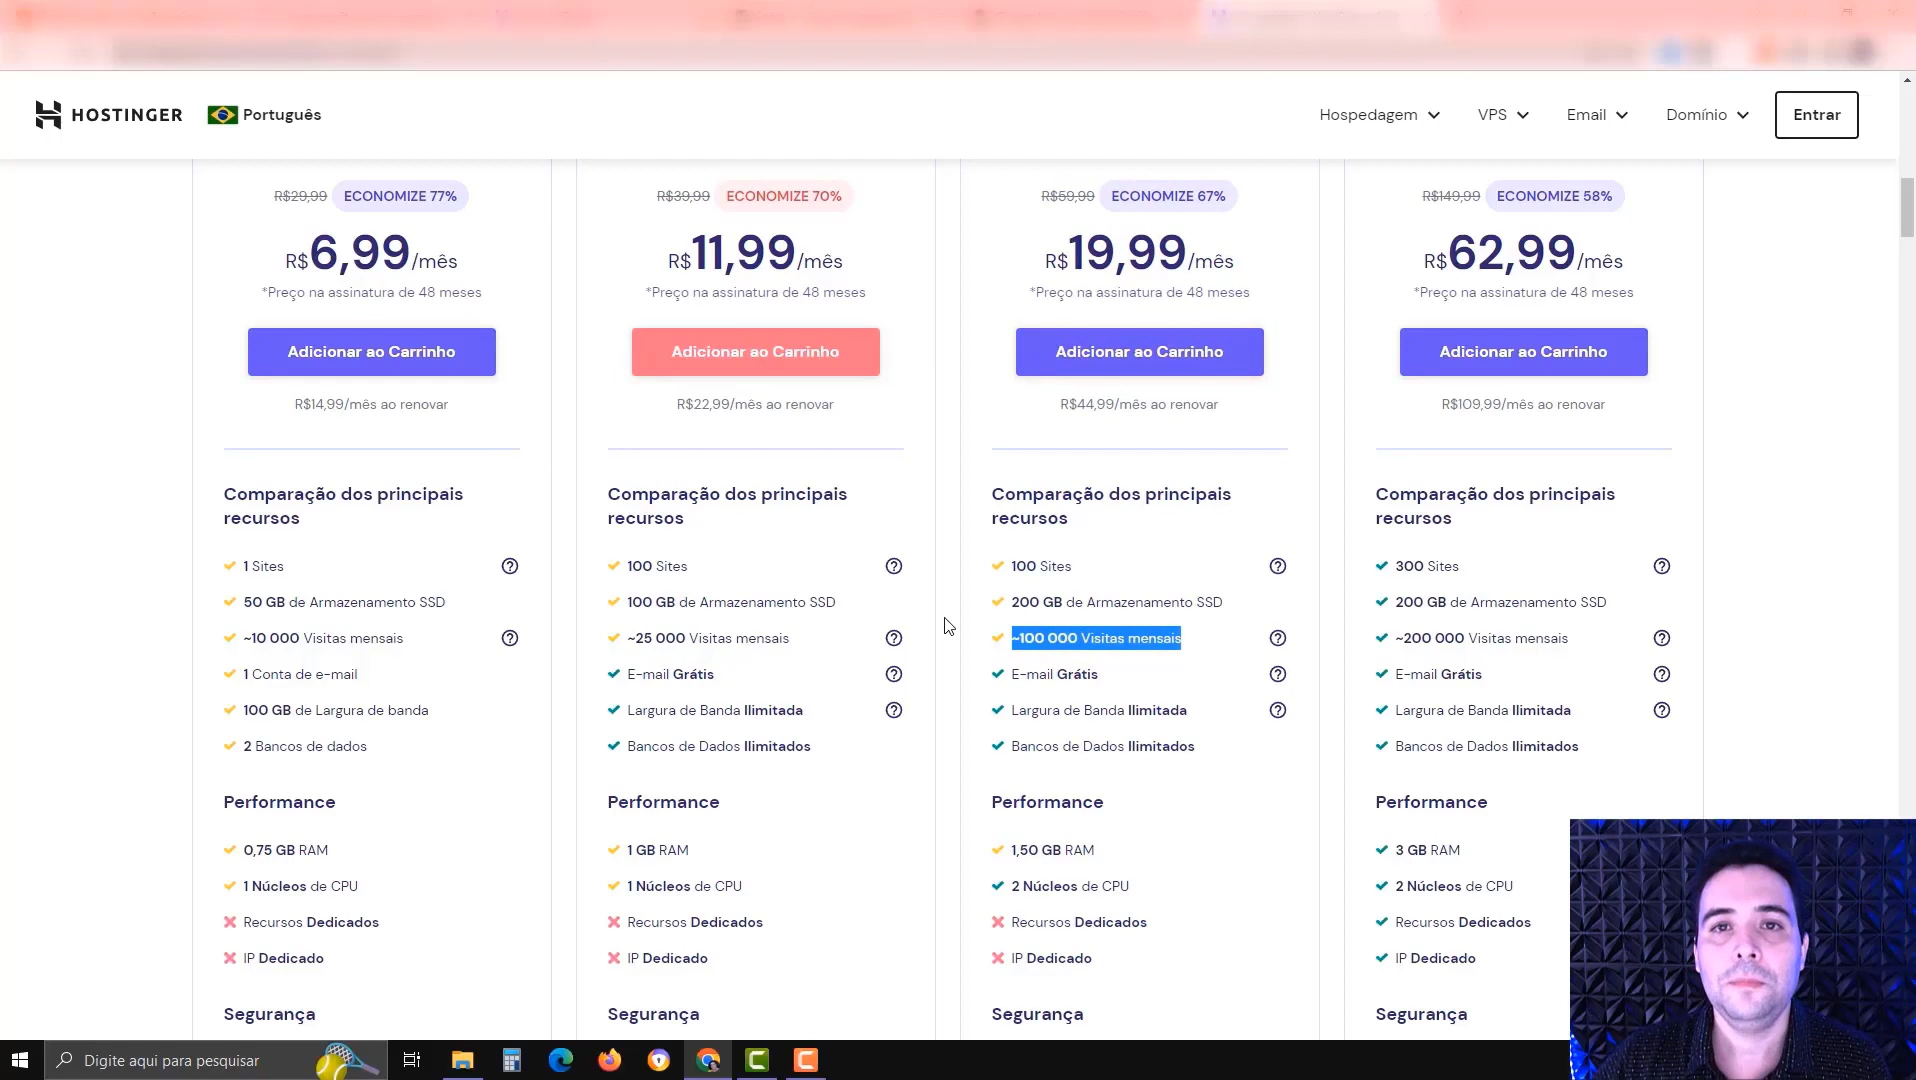 HOSTINGER Português Hospedagem VPS Email Domínio Entrar
R$29,99 ECONOMIZE 77%
R$6,99/mês
*Preço na assinatura de 48 meses
Adicionar ao Carrinho
R$14,99/mês ao renovar
Comparação dos principais
recursos
1 Sites
50 GB de Armazenamento SSD
~10 000 Visitas mensais
1 Conta de e-mail
100 GB de Largura de banda
2 Bancos de dados
Performance
0,75 GB RAM
1 Núcleos de CPU
Recursos Dedicados
IP Dedicado
Segurança
R$39,99 ECONOMIZE 70%
R$11,99/mês
*Preço na assinatura de 48 meses
Adicionar ao Carrinho
R$22,99/mês ao renovar
Comparação dos principais
recursos
100 Sites
100 GB de Armazenamento SSD
~25 000 Visitas mensais
E-mail Grátis
Largura de Banda Ilimitada
Bancos de Dados Ilimitados
Performance
1 GB RAM
1 Núcleos de CPU
Recursos Dedicados
IP Dedicado
Segurança
R$59,99 ECONOMIZE 67%
R$19,99/mês
*Preço na assinatura de 48 meses
Adicionar ao Carrinho
R$44,99/mês ao renovar
Comparação dos principais
recursos
100 Sites
200 GB de Armazenamento SSD
~100 000 Visitas mensais
E-mail Grátis
Largura de Banda Ilimitada
Bancos de Dados Ilimitados
Performance
1,50 GB RAM
2 Núcleos de CPU
Recursos Dedicados
IP Dedicado
Segurança
R$149,99 ECONOMIZE 58%
R$62,99/mês
*Preço na assinatura de 48 meses
Adicionar ao Carrinho
R$109,99/mês ao renovar
Comparação dos principais
recursos
300 Sites
200 GB de Armazenamento SSD
~200 000 Visitas mensais
E-mail Grátis
Largura de Banda Ilimitada
Bancos de Dados Ilimitados
Performance
3 GB RAM
2 Núcleos de CPU
Recursos Dedicados
IP Dedicado
Segurança
Digite aqui para pesquisar